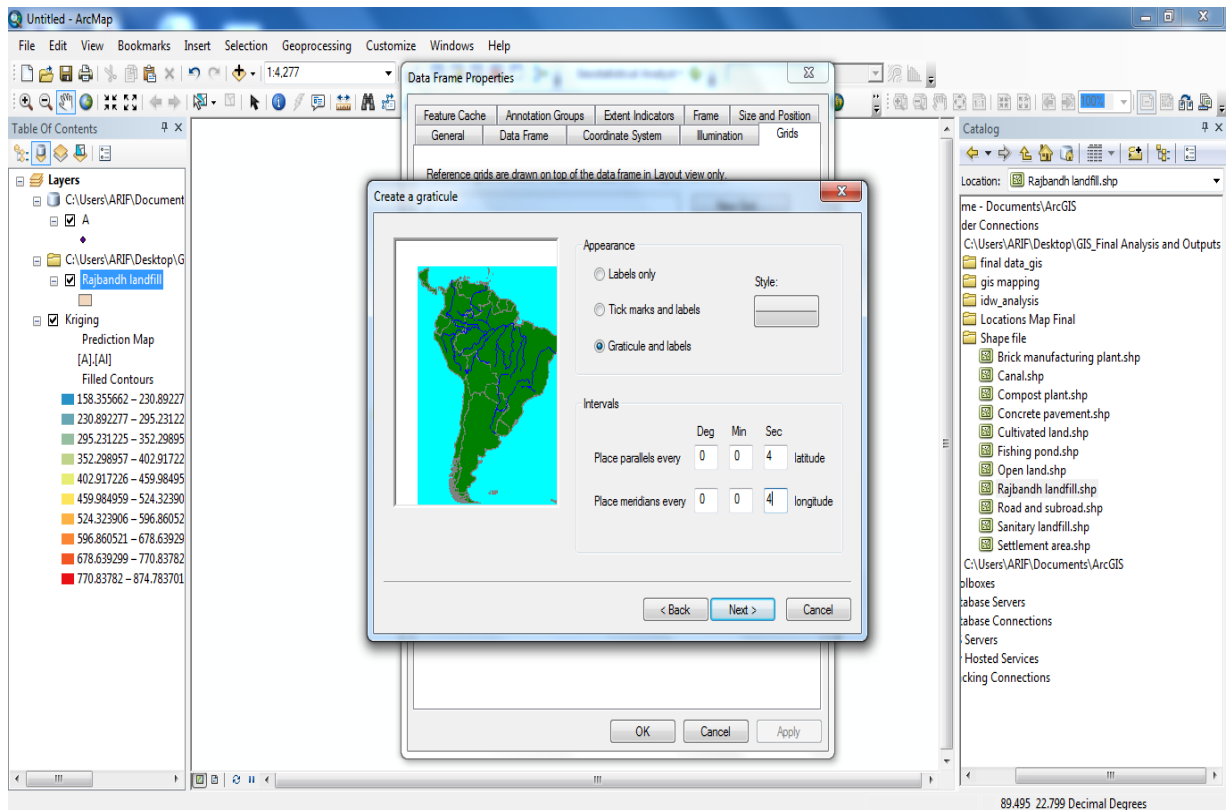 Untitled - ArcMap
File Edit View Bookmarks Insert Selection Geoprocessing Customize Windows Help
1:4,277
100%
Table Of Contents
Layers
C:\Users\ARIF\Document
A
C:\Users\ARIF\Desktop\G
Rajbandh landfill
Kriging
Prediction Map
[A].[Al]
Filled Contours
158.355662 – 230.89227
230.892277 – 295.23122
295.231225 – 352.29895
352.298957 – 402.91722
402.917226 – 459.98495
459.984959 – 524.32390
524.323906 – 596.86052
596.860521 – 678.63929
678.639299 – 770.83782
770.83782 – 874.783701
Data Frame Properties
Feature Cache Annotation Groups Extent Indicators Frame Size and Position
General Data Frame Coordinate System Illumination Grids
Reference grids are drawn on top of the data frame in Layout view only.
Create a graticule
Appearance
Labels only
Tick marks and labels
Graticule and labels
Style:
Intervals
Deg Min Sec
Place parallels every 0 0 4 latitude
Place meridians every 0 0 4 longitude
< Back Next > Cancel
OK Cancel Apply
Catalog
Location: Rajbandh landfill.shp
me - Documents\ArcGIS
der Connections
C:\Users\ARIF\Desktop\GIS_Final Analysis and Outputs
final data_gis
gis mapping
idw_analysis
Locations Map Final
Shape file
Brick manufacturing plant.shp
Canal.shp
Compost plant.shp
Concrete pavement.shp
Cultivated land.shp
Fishing pond.shp
Open land.shp
Rajbandh landfill.shp
Road and subroad.shp
Sanitary landfill.shp
Settlement area.shp
C:\Users\ARIF\Documents\ArcGIS
olboxes
tabase Servers
tabase Connections
Servers
Hosted Services
cking Connections
89.495 22.799 Decimal Degrees